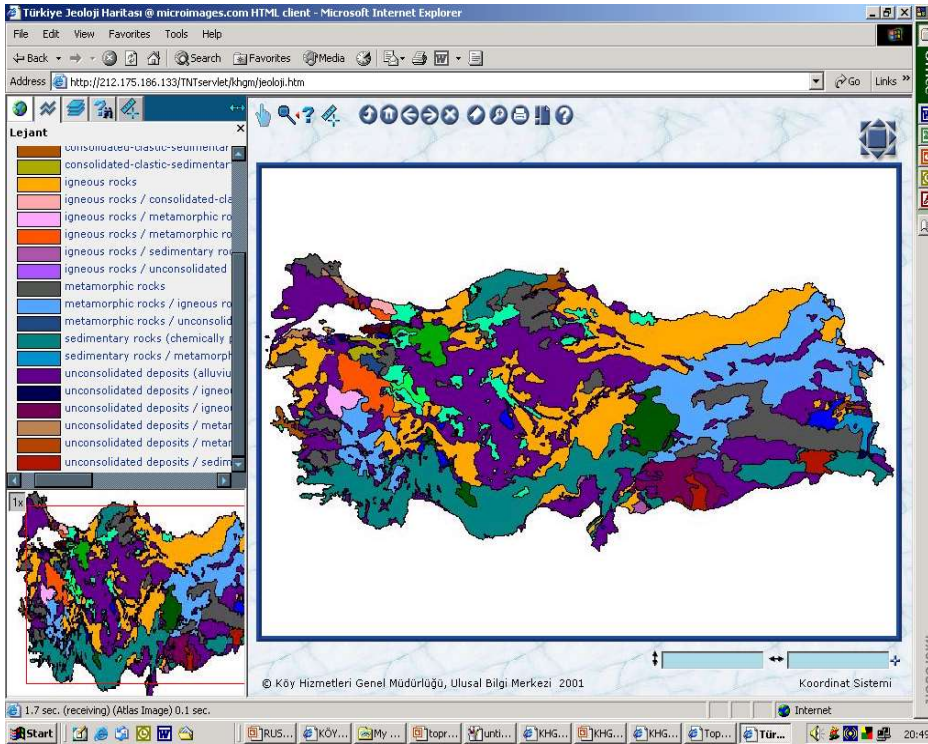 Türkiye Jeoloji Haritası @ microimages.com HTML client - Microsoft Internet Explorer
File Edit View Favorites Tools Help
Back Search Favorites Media
Address http://212.175.186.133/TNTservlet/khgm/jeoloji.htm Go Links »
Lejant
consolidated-clastic-sedimentar
consolidated-clastic-sedimentar
igneous rocks
igneous rocks / consolidated-cla
igneous rocks / metamorphic ro
igneous rocks / metamorphic ro
igneous rocks / sedimentary roc
igneous rocks / unconsolidated
metamorphic rocks
metamorphic rocks / igneous ro
metamorphic rocks / unconsolid
sedimentary rocks (chemically p
sedimentary rocks / metamorph
unconsolidated deposits (alluviu
unconsolidated deposits / igneo
unconsolidated deposits / igneo
unconsolidated deposits / metar
unconsolidated deposits / metar
unconsolidated deposits / sedim
1x
© Köy Hizmetleri Genel Müdürlüğü, Ulusal Bilgi Merkezi 2001 Koordinat Sistemi
1.7 sec. (receiving) (Atlas Image) 0.1 sec. Internet
Start RUS... KÖY... My ... topr... unti... KHG... KHG... KHG... Top... Tür... 20:49